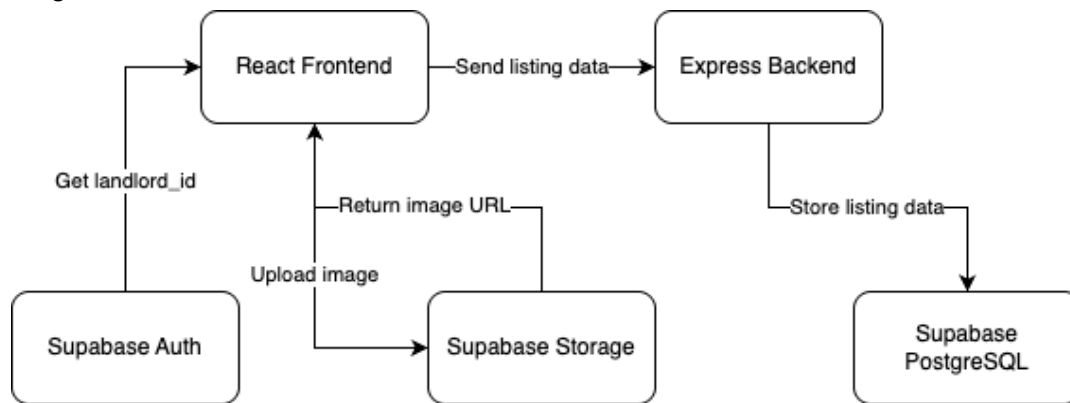 React Frontend
Send listing data
Express Backend
Get landlord_id
Return image URL
Store listing data
Upload image
Supabase Auth
Supabase Storage
Supabase
PostgreSQL